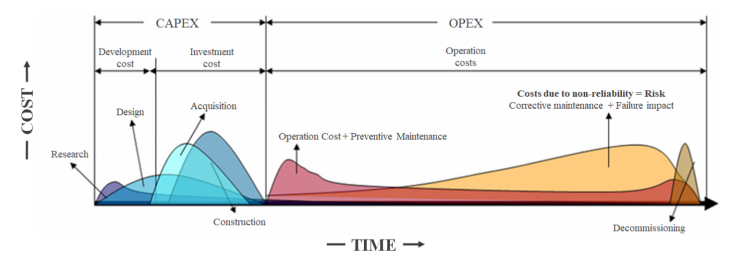 CAPEX
OPEX
Development
cost
Investment
cost
Operation
costs
Costs due to non-reliability = Risk
Corrective maintenance + Failure impact
Acquisition
Design
Operation Cost + Preventive Maintenance
Research
Construction
Decommissioning
COST
TIME